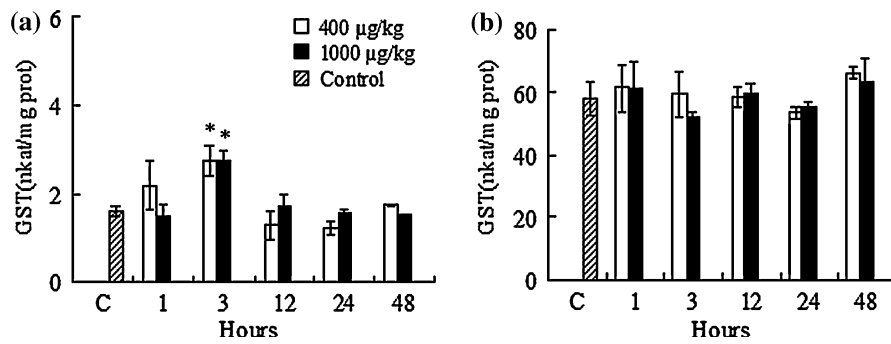 (a)
GST(nkat/mg prot)
6
4
2
0
400 µg/kg
1000 µg/kg
Control
* *
C 1 3 12 24 48
Hours
(b)
GST(nkat/mg prot)
80
60
40
20
0
C 1 3 12 24 48
Hours